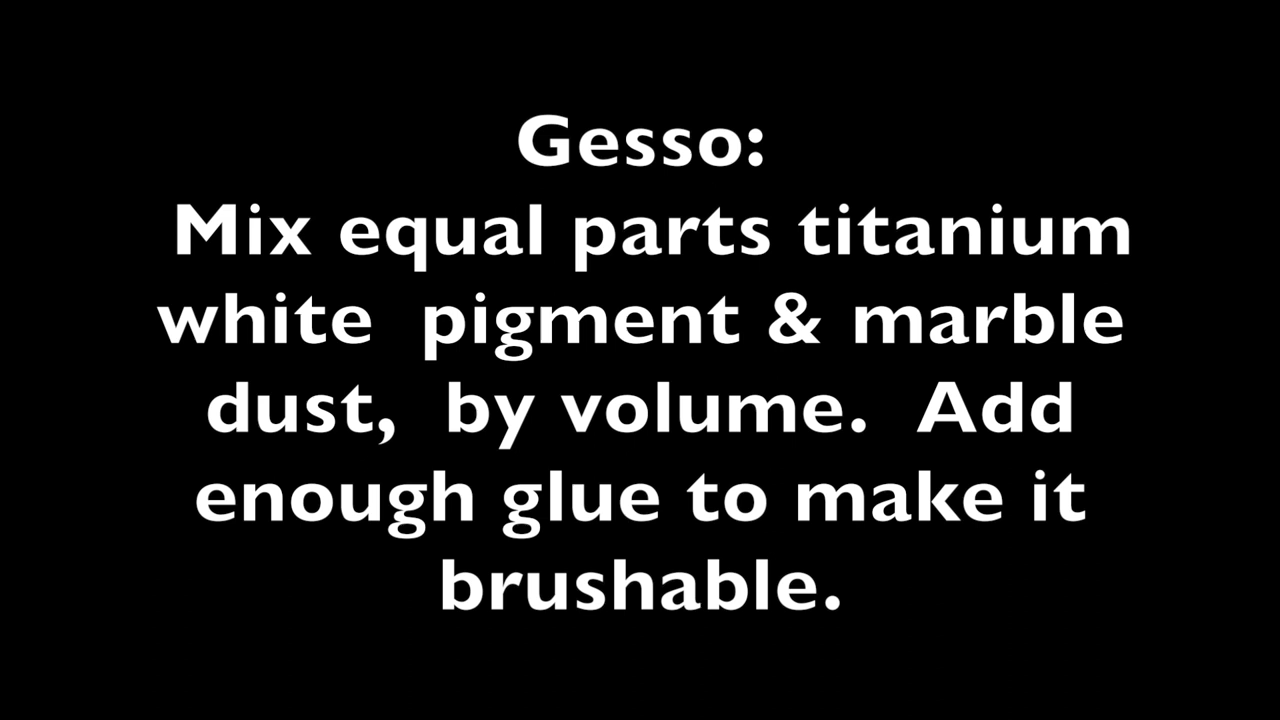 Gesso:
Mix equal parts titanium
white  pigment & marble
dust,  by volume.  Add
enough glue to make it
brushable.